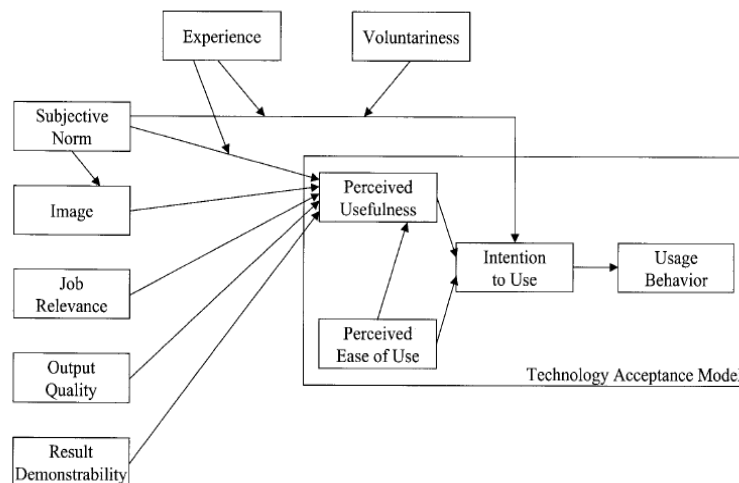 Experience
Voluntariness
Subjective
Norm
Image
Job
Relevance
Output
Quality
Result
Demonstrability
Perceived
Usefulness
Perceived
Ease of Use
Intention
to Use
Usage
Behavior
Technology Acceptance Model